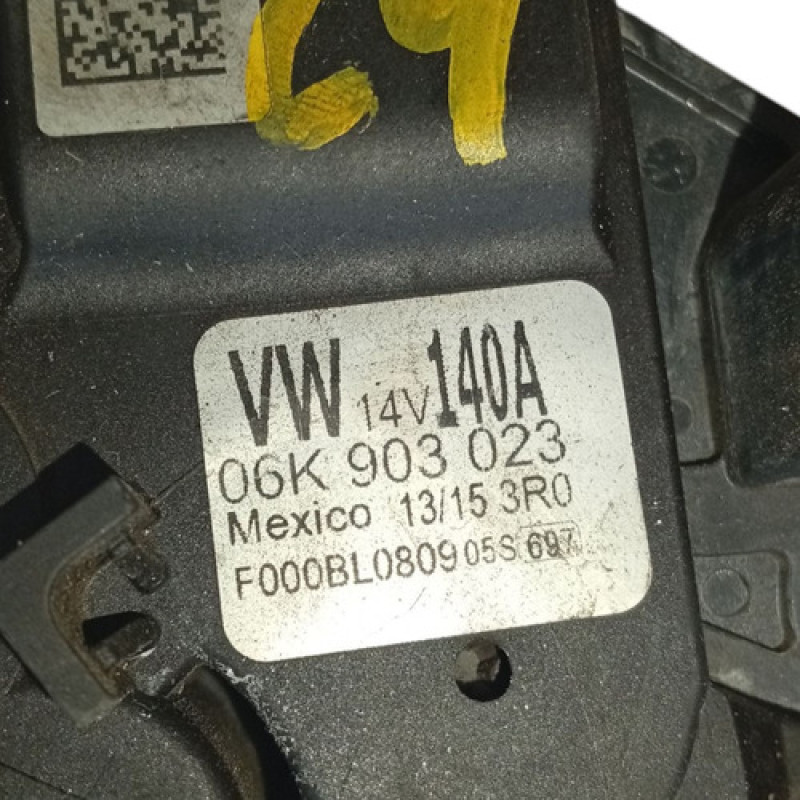 VW 14V 140A
06K 903 023
Mexico 13/15 3R0
F000BL0809 05S 697